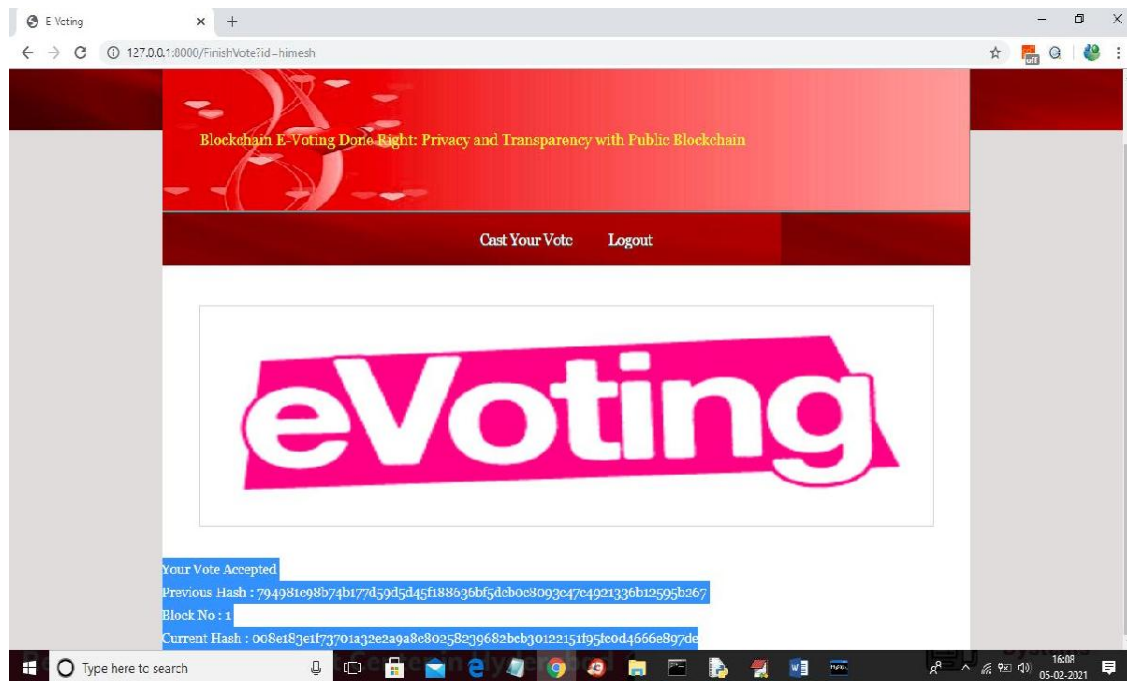 E Voting
127.0.0.1:8000/FinishVote?id=himesh
off
Blockchain E-Voting Done Right: Privacy and Transparency with Public Blockchain
Cast Your Vote Logout
eVoting
Your Vote Accepted
Block No : 1
Previous Hash :
Current Hash :
Type here to search
16:08
05-02-2021